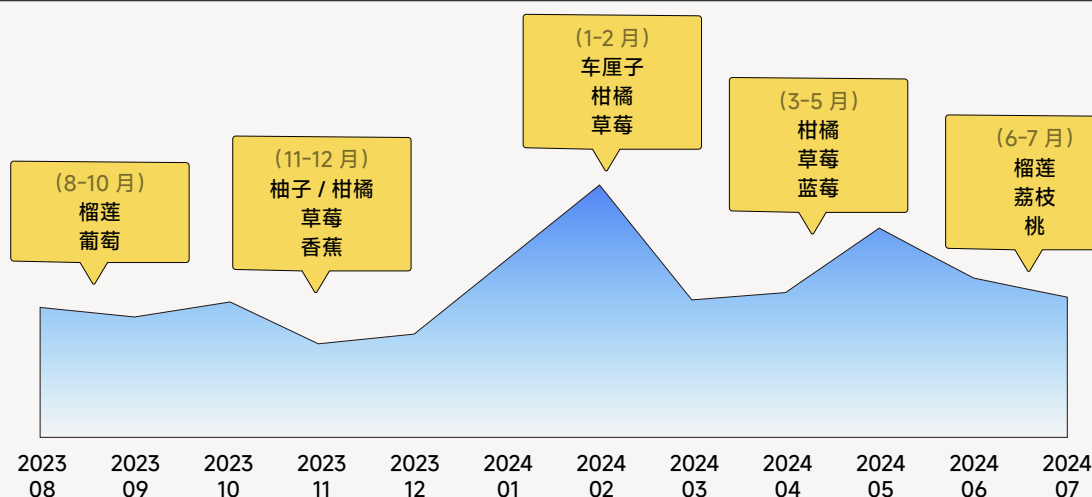 (1-2 月)
车厘子
柑橘
草莓
(3-5 月)
柑橘
草莓
蓝莓
(6-7 月)
榴莲
荔枝
桃
(11-12 月)
柚子 / 柑橘
草莓
香蕉
(8-10 月)
榴莲
葡萄
2023 2023 2023 2023 2023 2024 2024 2024 2024 2024 2024 2024
08 09 10 11 12 01 02 03 04 05 06 07